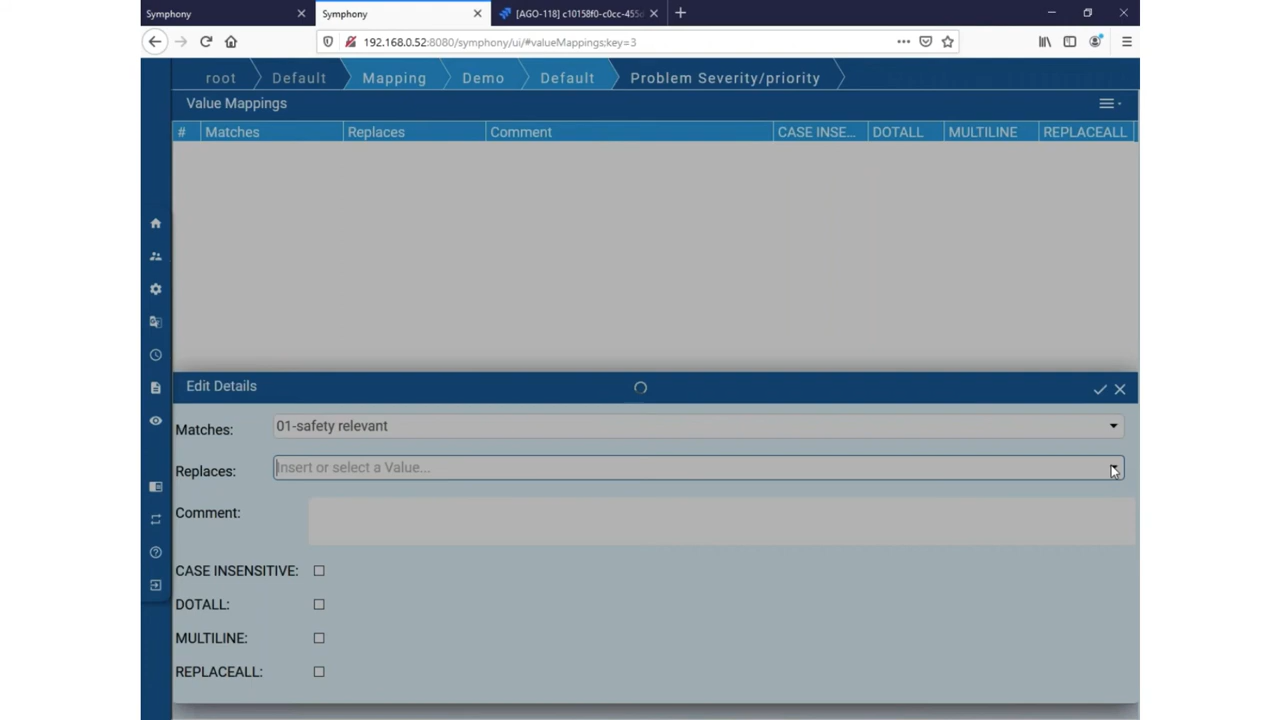 Symphony
Symphony
[AGO-118] c10158f0-c0cc-455d
192.168.0.52:8080/symphony/ui/#valueMappings;key=3
root Default Mapping Demo Default Problem Severity/priority
Value Mappings
# Matches Replaces Comment CASE INSE... DOTALL MULTILINE REPLACEALL
Edit Details
Matches: 01-safety relevant
Replaces: Insert or select a Value...
Comment:
CASE INSENSITIVE:
DOTALL:
MULTILINE:
REPLACEALL: